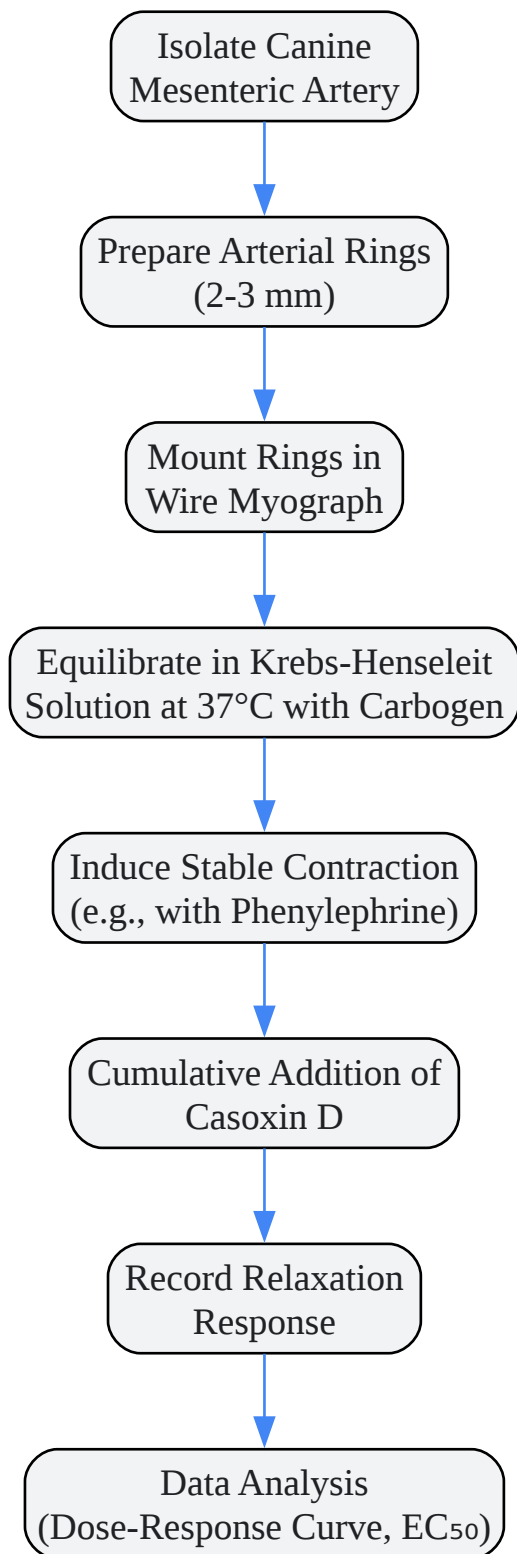 Isolate Canine
Mesenteric Artery
Prepare Arterial Rings
(2-3 mm)
Mount Rings in
Wire Myograph
Equilibrate in Krebs-Henseleit
Solution at 37°C with Carbogen
Induce Stable Contraction
(e.g., with Phenylephrine)
Cumulative Addition of
Casoxin D
Record Relaxation
Response
Data Analysis
(Dose-Response Curve, EC₅₀)